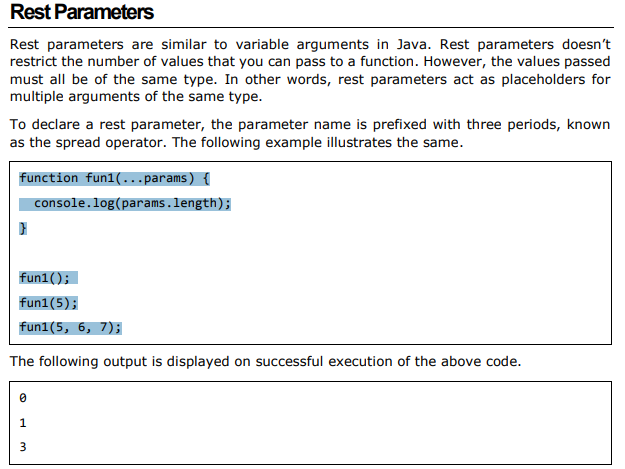 Rest Parameters
Rest parameters are similar to variable arguments in Java. Rest parameters doesn’t
restrict the number of values that you can pass to a function. However, the values passed
must all be of the same type. In other words, rest parameters act as placeholders for
multiple arguments of the same type.
To declare a rest parameter, the parameter name is prefixed with three periods, known
as the spread operator. The following example illustrates the same.
function fun1(...params) {
  console.log(params.length);
}
fun1();
fun1(5);
fun1(5, 6, 7);
The following output is displayed on successful execution of the above code.
0
1
3